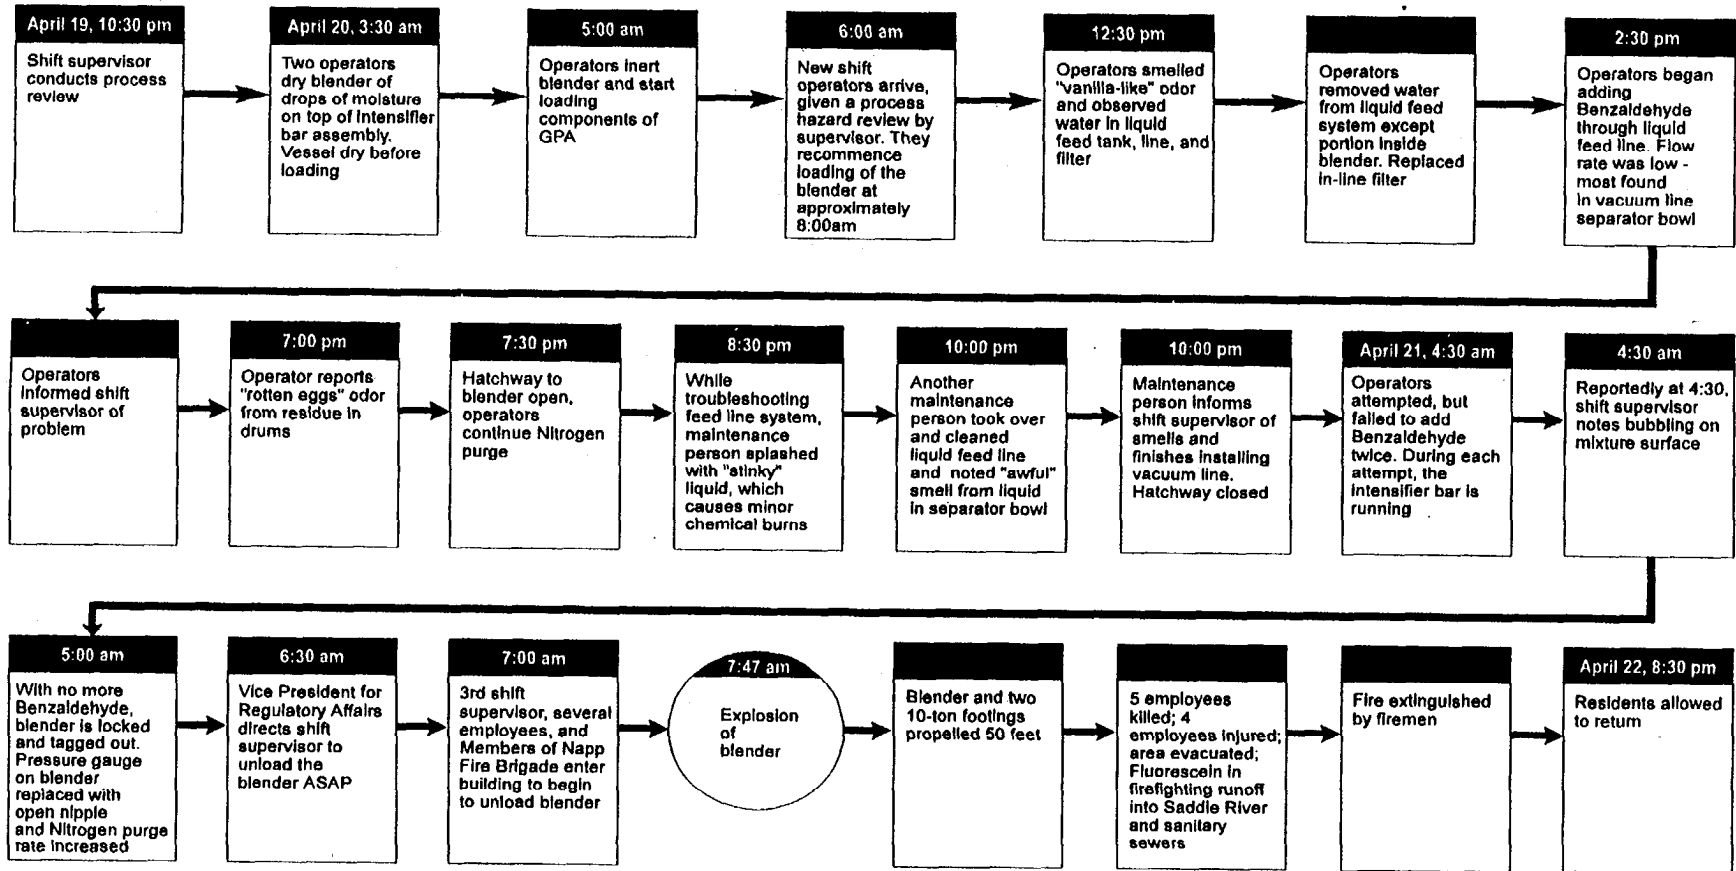 April 19, 10:30 pm
Shift supervisor
conducts process
review
April 20, 3:30 am
Two operators
dry blender of
drops of moisture
on top of intensifier
bar assembly.
Vessel dry before
loading
5:00 am
Operators inert
blender and start
loading
components of
GPA
6:00 am
New shift
operators arrive,
given a process
hazard review by
supervisor. They
recommence
loading of the
blender at
approximately
8:00am
12:30 pm
Operators smelled
"vanilla-like" odor
and observed
water in liquid
feed tank, line, and
filter
Operators
removed water
from liquid feed
system except
portion inside
blender. Replaced
in-line filter
2:30 pm
Operators began
adding
Benzaldehyde
through liquid
feed line. Flow
rate was low -
most found
in vacuum line
separator bowl
Operators
informed shift
supervisor of
problem
7:00 pm
Operator reports
"rotten eggs" odor
from residue in
drums
7:30 pm
Hatchway to
blender open,
operators
continue Nitrogen
purge
8:30 pm
While
troubleshooting
feed line system,
maintenance
person splashed
with "stinky"
liquid, which
causes minor
chemical burns
10:00 pm
Another
maintenance
person took over
and cleaned
liquid feed line
and noted "awful"
smell from liquid
in separator bowl
10:00 pm
Maintenance
person informs
shift supervisor of
smells and
finishes installing
vacuum line.
Hatchway closed
April 21, 4:30 am
Operators
attempted, but
failed to add
Benzaldehyde
twice. During each
attempt, the
intensifier bar is
running
4:30 am
Reportedly at 4:30,
shift supervisor
notes bubbling on
mixture surface
5:00 am
With no more
Benzaldehyde,
blender is locked
and tagged out.
Pressure gauge
on blender
replaced with
open nipple
and Nitrogen purge
rate increased
6:30 am
Vice President for
Regulatory Affairs
directs shift
supervisor to
unload the
blender ASAP
7:00 am
3rd shift
supervisor, several
employees, and
Members of Napp
Fire Brigade enter
building to begin
to unload blender
7:47 am
Explosion
of
blender
Blender and two
10-ton footings
propelled 50 feet
5 employees
killed; 4
employees injured;
area evacuated;
Fluorescein in
firefighting runoff
into Saddle River
and sanitary
sewers
Fire extinguished
by firemen
April 22, 8:30 pm
Residents allowed
to return